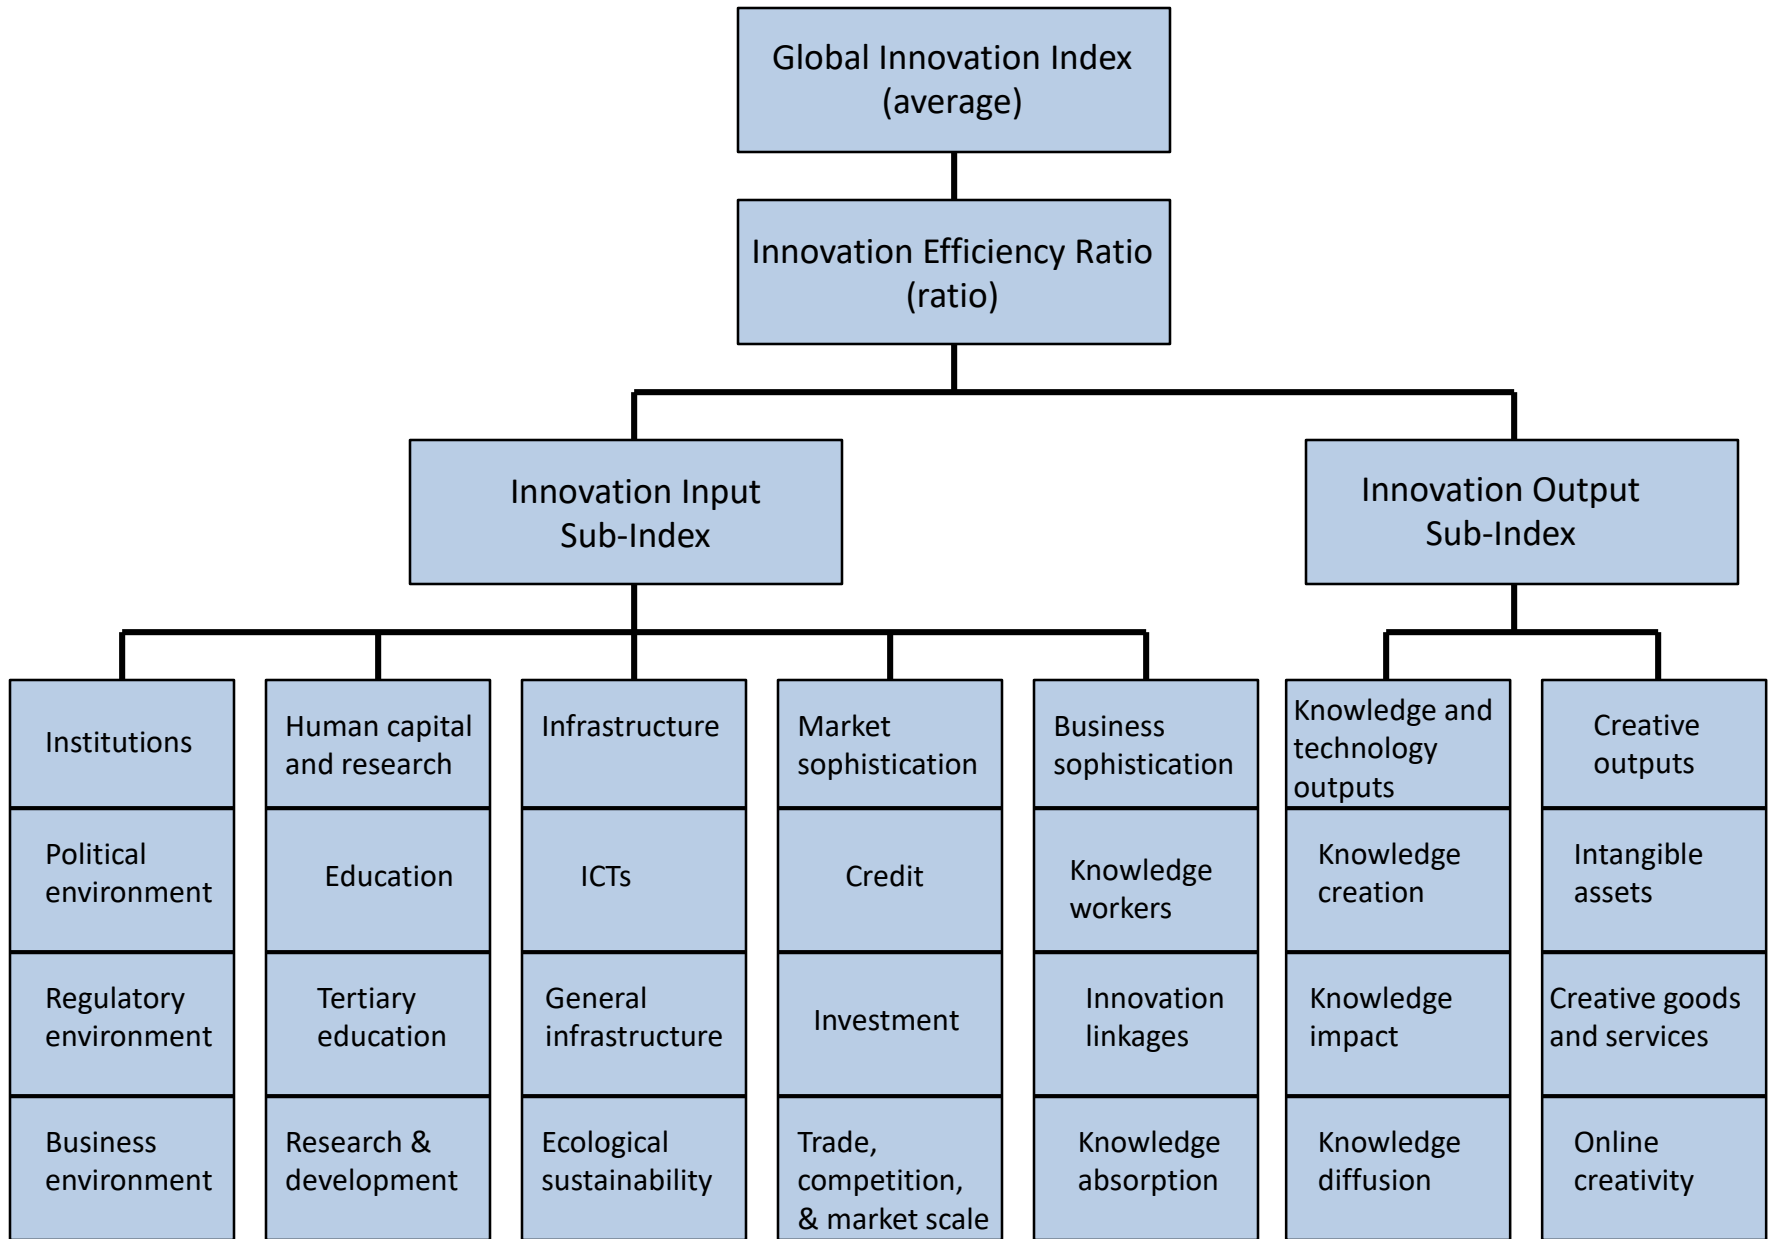 Global Innovation Index
(average)
Innovation Efficiency Ratio
(ratio)
Innovation Input
Sub-Index
Innovation Output
Sub-Index
Institutions
Human capital
and research
Infrastructure
Market
sophistication
Business
sophistication
Knowledge and
technology
outputs
Creative
outputs
Political
environment
Education
ICTs
Credit
Knowledge
workers
Knowledge
creation
Intangible
assets
Regulatory
environment
Tertiary
education
General
infrastructure
Investment
Innovation
linkages
Knowledge
impact
Creative goods
and services
Business
environment
Research &
development
Ecological
sustainability
Trade,
competition,
& market scale
Knowledge
absorption
Knowledge
diffusion
Online
creativity